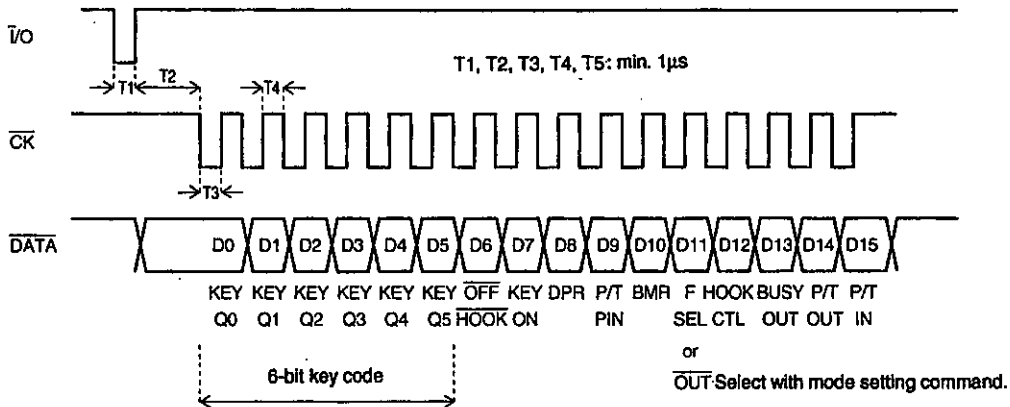 I/O
T1, T2, T3, T4, T5: min. 1μs
T1 T2 T4
CK
T3
DATA
D0 D1 D2 D3 D4 D5 D6 D7 D8 D9 D10 D11 D12 D13 D14 D15
KEY KEY KEY KEY KEY KEY OFF KEY DPR P/T BMR F HOOK BUSY P/T P/T
Q0 Q1 Q2 Q3 Q4 Q5 HOOK ON PIN SEL CTL OUT OUT IN
or
6-bit key code
OUT Select with mode setting command.